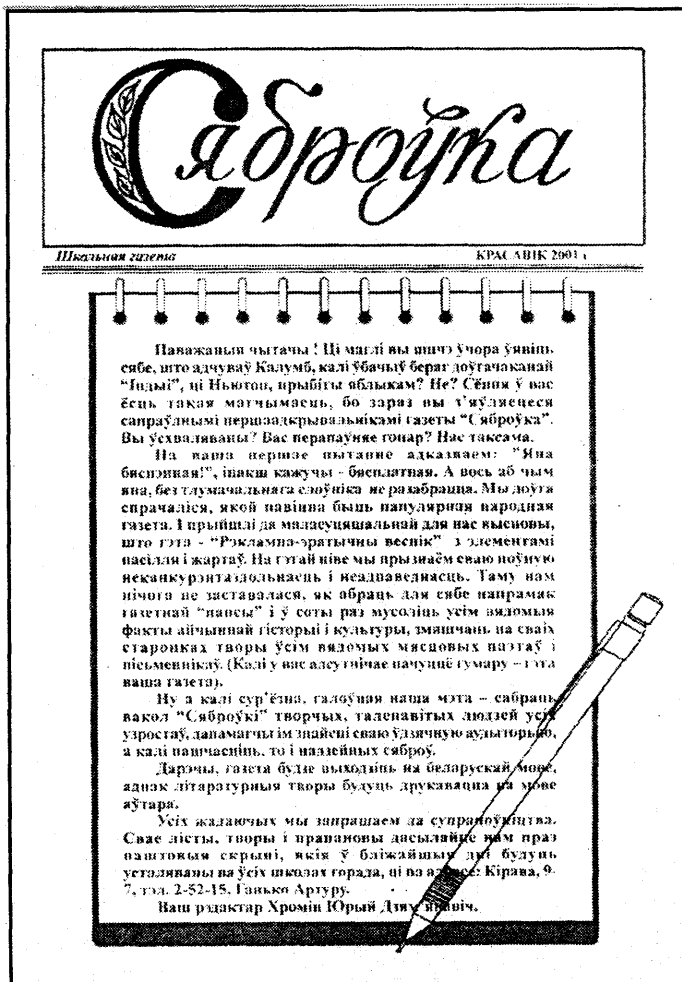 Сяброўка
Школьная газета КРАСАВІК 2001 г
Паважаныя чытачы ! Ці маглі вы яшчэ ўчора ўявіць
сябе, што адчуваў Калумб, калі ўбачыў бераг доўгачаканай
“Індыі”, ці Ньютон, прыбіты яблыкам? Не? Сёння ў вас
ёсць такая магчымасць, бо зараз вы з’яўляецеся
сапраўднымі першаадкрывальнікамі газеты “Сяброўка”.
Вы ўсхваляваны? Вас перапаўняе гонар? Нас таксама.
На ваша першае пытанне адказваем: "Яна
бясцэнная!", інакш кажучы - бясплатная. А вось аб чым
яна, без тлумачальнага слоўніка не разабрацца. Мы доўга
спрачаліся, якой павінна быць папулярная народная
газета. І прыйшлі да маласуцяшальнай для нас высновы,
што гэта - “Рэкламна-эратычны веснік” з элементамі
насілля і жартаў. На гэтай ніве мы прызнаём сваю поўную
неканкурэнтаздольнасць і неадпаведнасць. Таму нам
нічога не заставалася, як абраць для сябе напрамак
газетнай “папсы” і ў соты раз мусоліць усім вядомыя
факты айчыннай гісторыі і культуры, змяшчаць на сваіх
старонках творы ўсім вядомых мясцовых паэтаў і
пісьменнікаў. (Калі у вас адсутнічае пачуццё гумару – гэта
ваша газета).
Ну а калі сур’ёзна, галоўная наша мэта – сабраць
вакол “Сяброўкі” творчых, таленавітых людзей усіх
узростаў, дапамагчы ім знайсці сваю ўдзячную аудыторыю,
а калі пашчасціць, то і надзейных сяброў.
Дарэчы, газета будзе выходзіць на беларускай мове,
аднак літаратурныя творы будуць друкавацца на мове
аўтара.
Усіх жадаючых мы запрашаем да супрацоўніцтва.
Свае лісты, творы і прапановы дасылайце нам праз
паштовыя скрыні, якія ў бліжэйшыя дні будуць
усталяваны ва ўсіх школах горада, ці на адрасе: Кірава, 9-
7, тэл. 2-52-15, Ганько Артуру.
Ваш рэдактар Хромін Юрый